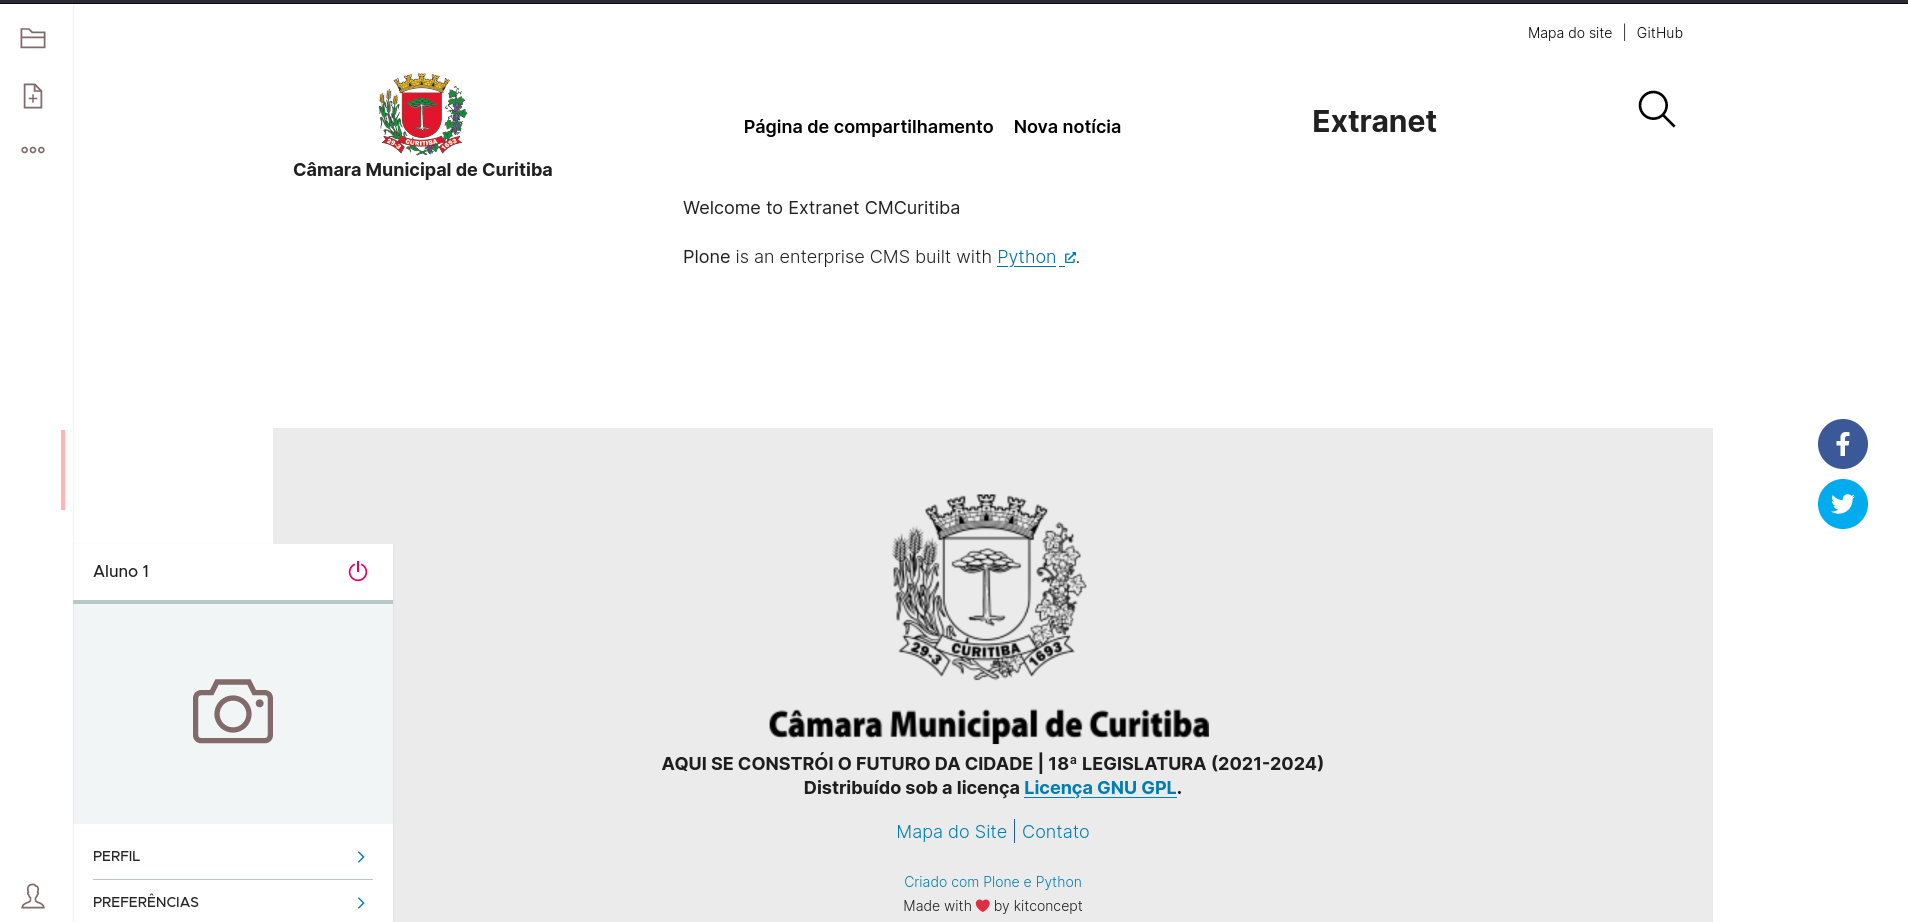 Mapa do site | GitHub
CURITIBA
29-3 1693
Câmara Municipal de Curitiba
Página de compartilhamento Nova notícia
Extranet
Welcome to Extranet CMCuritiba
Plone is an enterprise CMS built with Python.
Aluno 1
PERFIL
PREFERÊNCIAS
29-3 CURITIBA 1693
Câmara Municipal de Curitiba
AQUI SE CONSTRÓI O FUTURO DA CIDADE | 18ª LEGISLATURA (2021-2024)
Distribuído sob a licença Licença GNU GPL.
Mapa do Site | Contato
Criado com Plone e Python
Made with ❤ by kitconcept